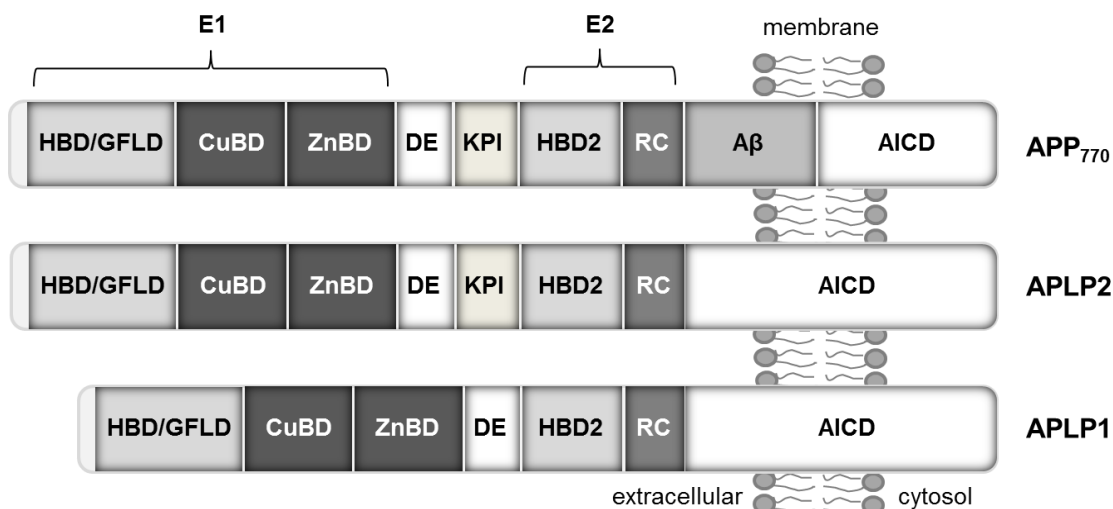 E1 E2 membrane
HBD/GFLD CuBD ZnBD DE KPI HBD2 RC Aβ AICD APP770
HBD/GFLD CuBD ZnBD DE KPI HBD2 RC AICD APLP2
HBD/GFLD CuBD ZnBD DE HBD2 RC AICD APLP1
extracellular cytosol